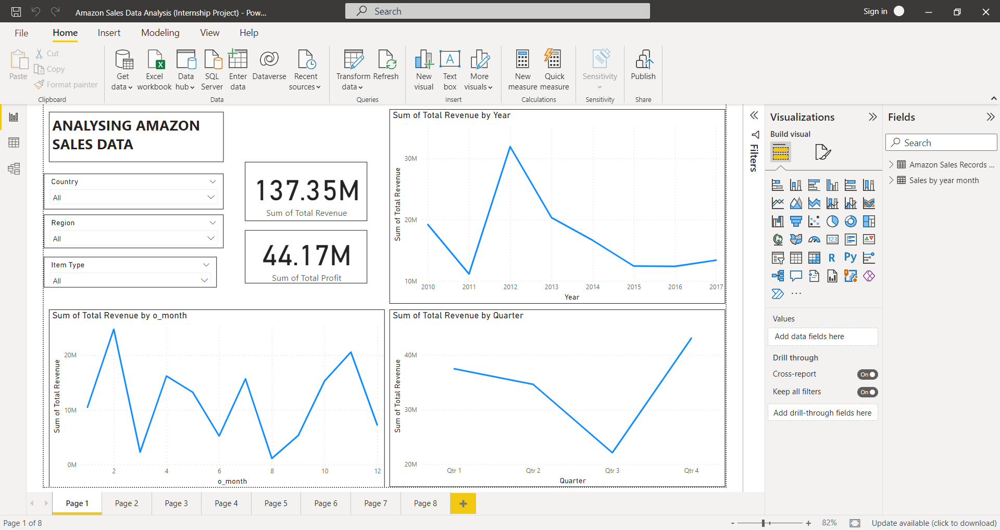 Amazon Sales Data Analysis (Internship Project) - Pow...
Search
Sign in
File
Home
Insert
Modeling
View
Help
Paste
Cut
Copy
Format painter
Clipboard
Get data
Excel workbook
Data hub
SQL Server
Enter data
Dataverse
Recent sources
Data
Transform data
Refresh
Queries
New visual
Text box
More visuals
Insert
New measure
Quick measure
Calculations
Sensitivity
Sensitivity
Publish
Share
ANALYSING AMAZON
SALES DATA
Country
All
Region
All
Item Type
All
137.35M
Sum of Total Revenue
44.17M
Sum of Total Profit
Sum of Total Revenue by Year
Sum of Total Revenue
30M
20M
10M
2010 2011 2012 2013 2014 2015 2016 2017
Year
Sum of Total Revenue by o_month
Sum of Total Revenue
20M
10M
0M
2 4 6 8 10 12
o_month
Sum of Total Revenue by Quarter
Sum of Total Revenue
40M
30M
20M
Qtr 1 Qtr 2 Qtr 3 Qtr 4
Quarter
Filters
Visualizations
Build visual
123
R
Py
...
Values
Add data fields here
Drill through
Cross-report
On
Keep all filters
On
Add drill-through fields here
Fields
Search
Amazon Sales Records ...
Sales by year month
Page 1
Page 2
Page 3
Page 4
Page 5
Page 6
Page 7
Page 8
+
Page 1 of 8
- + 82%
Update available (click to download)